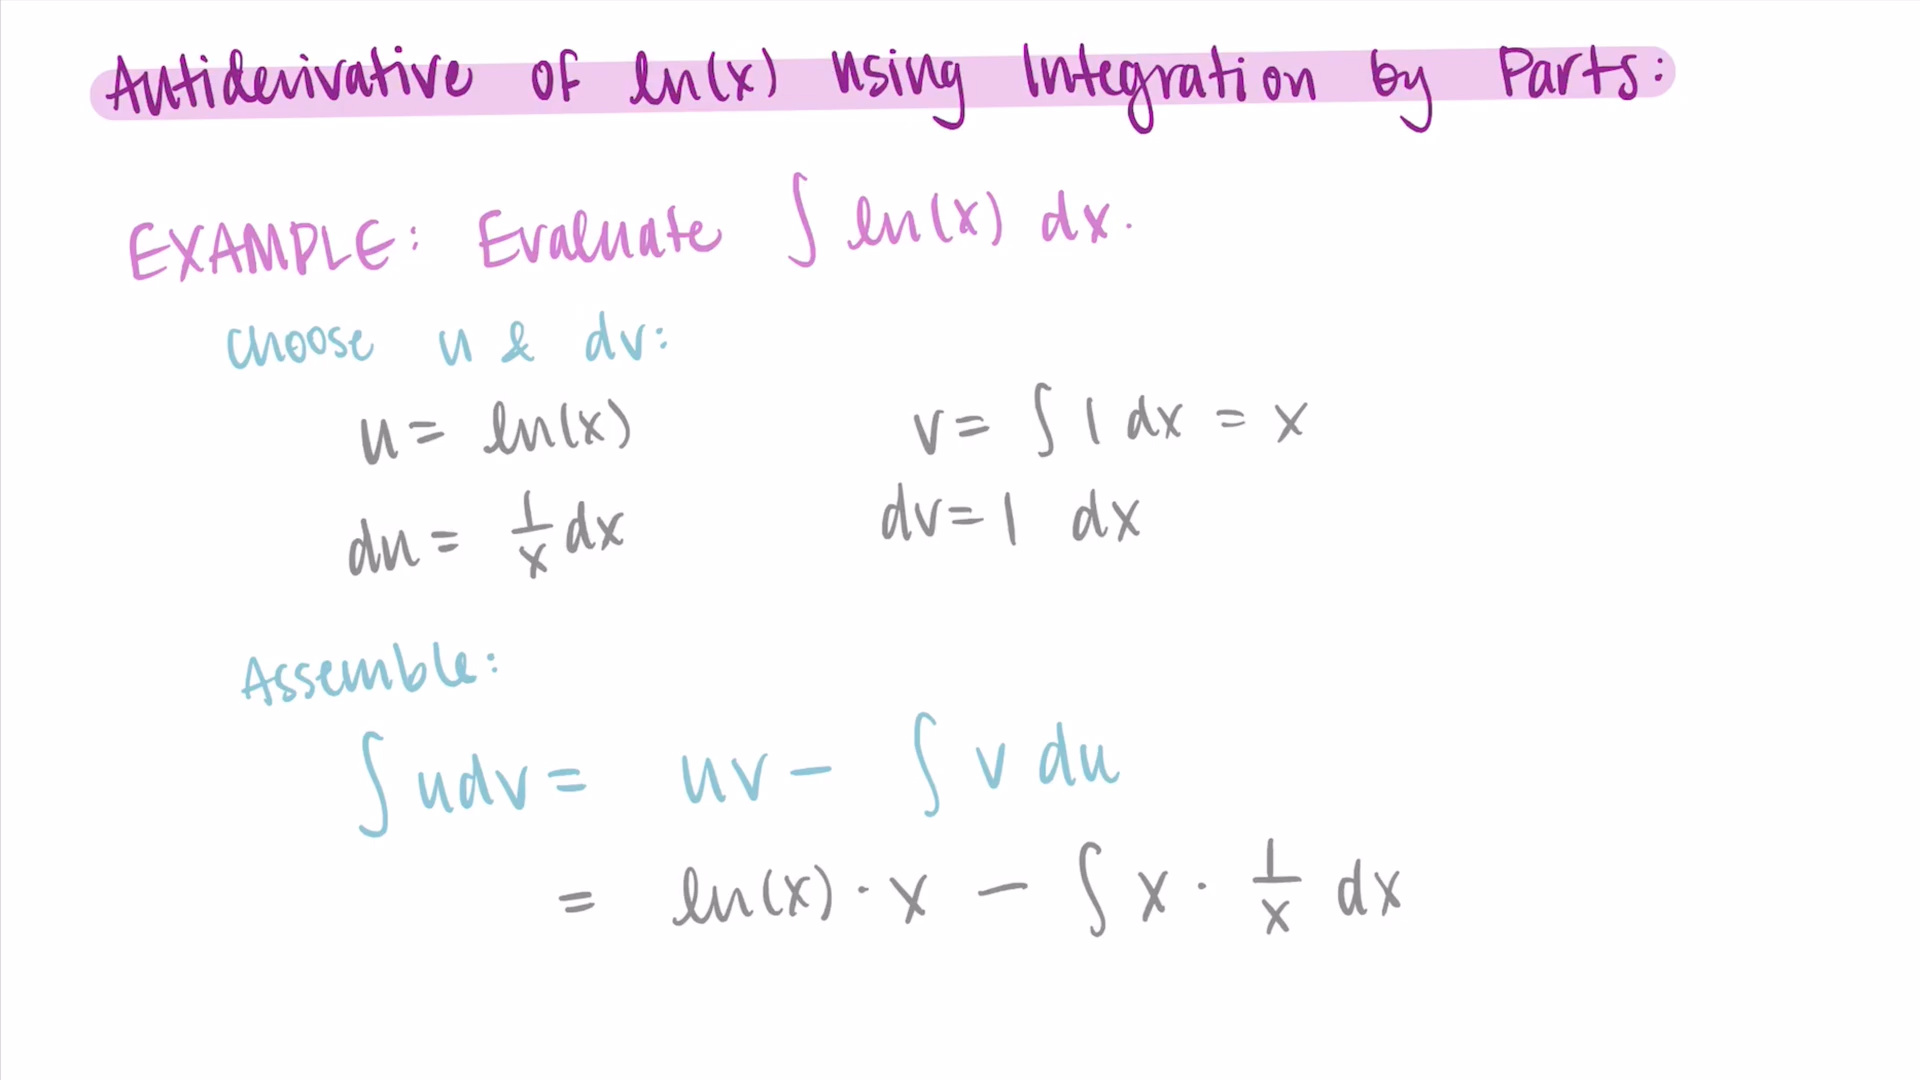 Antiderivative of ln(x) using Integration by Parts:
EXAMPLE: Evaluate ∫ ln(x) dx.
choose u & dv:
u = ln(x)
v = ∫ 1 dx = x
du = 1/x dx
dv = 1 dx
Assemble:
∫ u dv = uv - ∫ v du
= ln(x) · x - ∫ x · 1/x dx